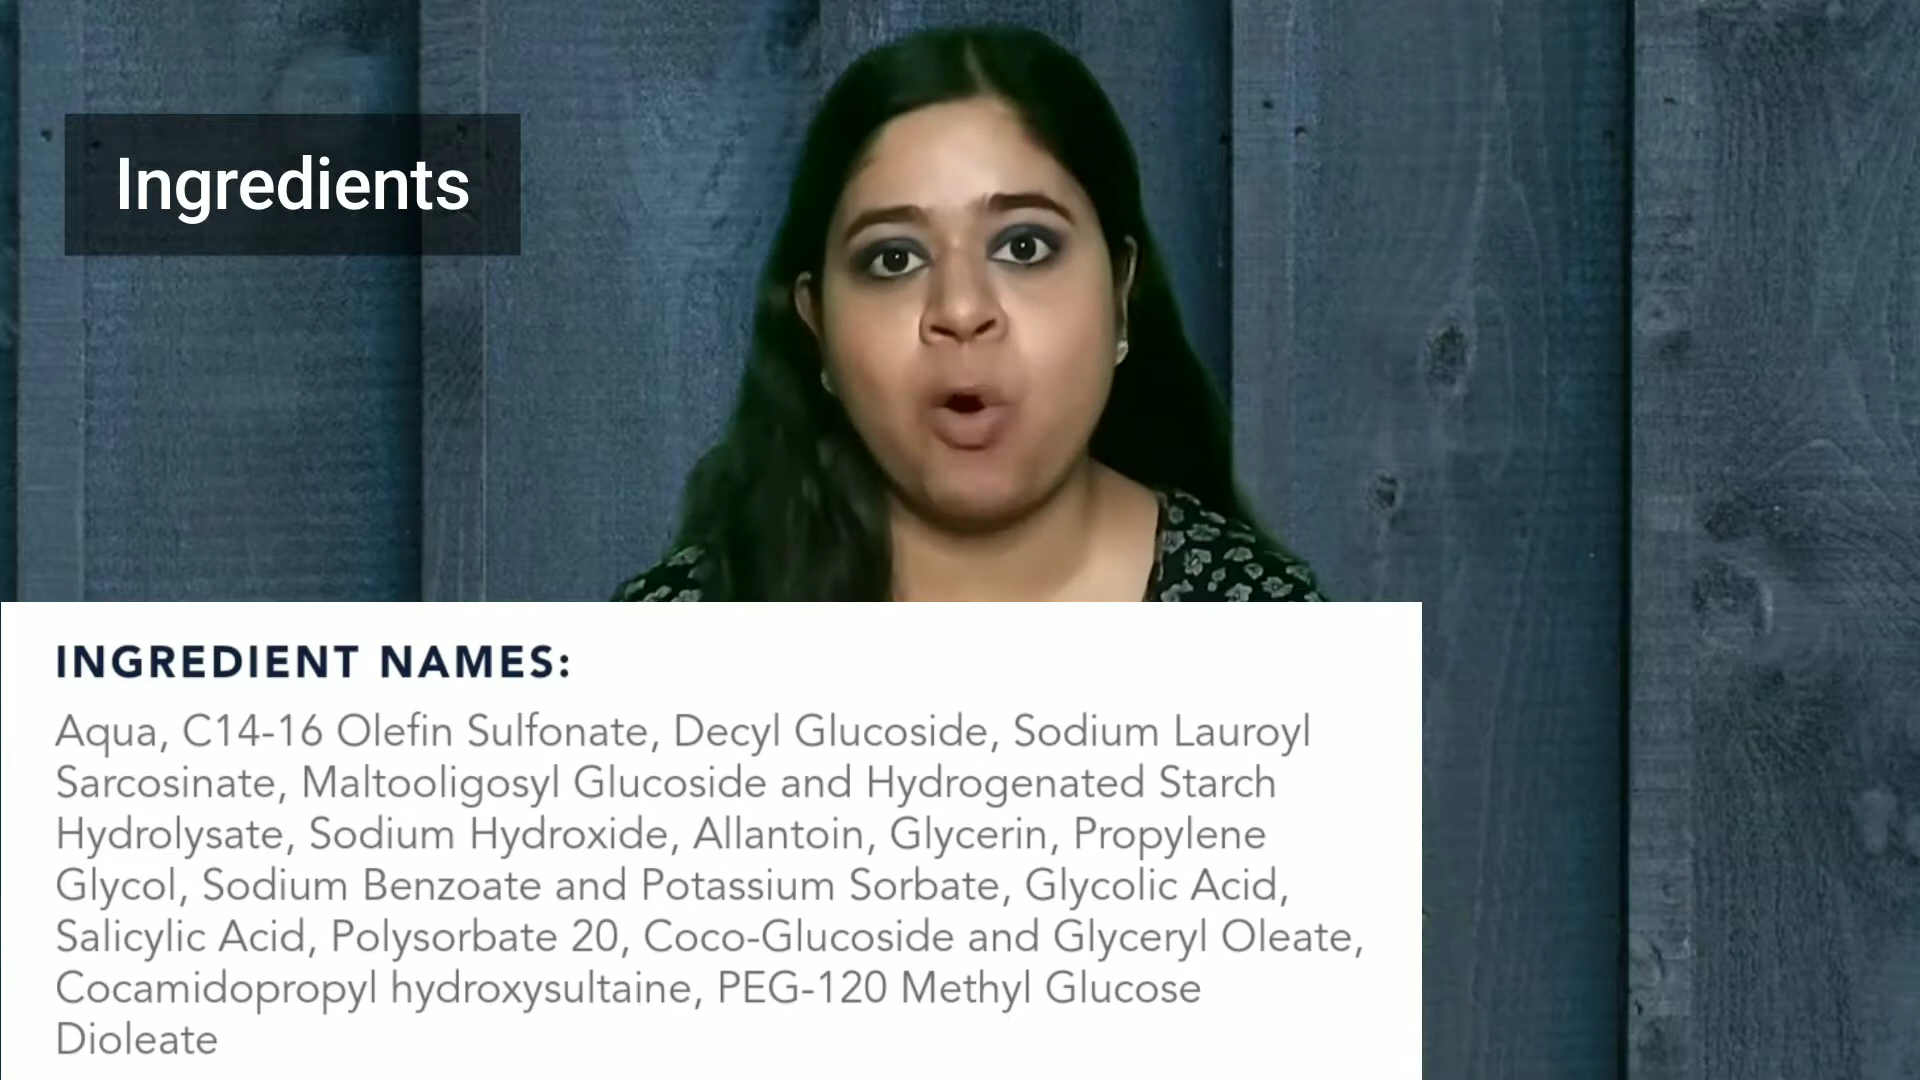 Ingredients
INGREDIENT NAMES:
Aqua, C14-16 Olefin Sulfonate, Decyl Glucoside, Sodium Lauroyl
Sarcosinate, Maltooligosyl Glucoside and Hydrogenated Starch
Hydrolysate, Sodium Hydroxide, Allantoin, Glycerin, Propylene
Glycol, Sodium Benzoate and Potassium Sorbate, Glycolic Acid,
Salicylic Acid, Polysorbate 20, Coco-Glucoside and Glyceryl Oleate,
Cocamidopropyl hydroxysultaine, PEG-120 Methyl Glucose
Dioleate